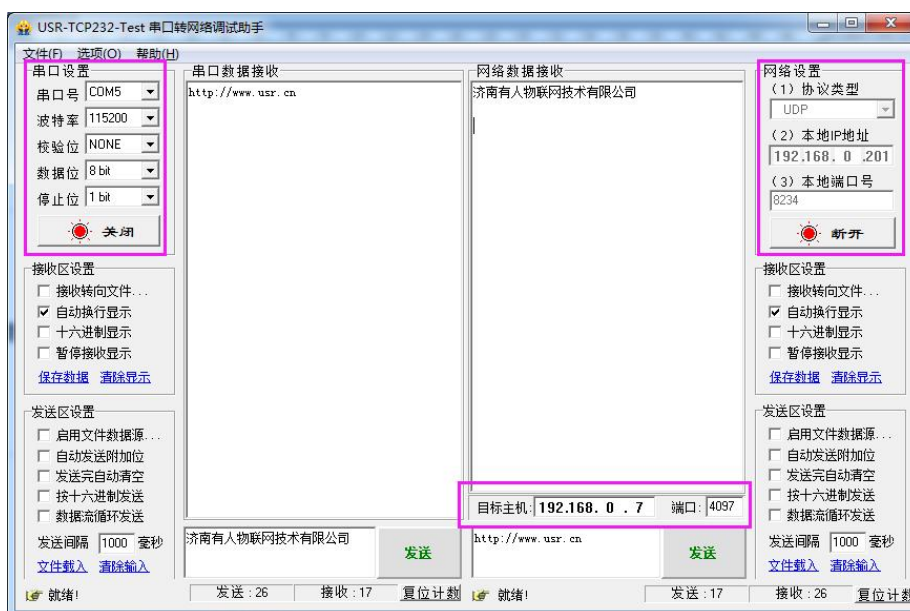 USR-TCP232-Test 串口转网络调试助手
文件(F) 选项(O) 帮助(H)
串口设置
串口号 COM5
波特率 115200
校验位 NONE
数据位 8 bit
停止位 1 bit
关闭
接收区设置
接收转向文件...
自动换行显示
十六进制显示
暂停接收显示
保存数据 清除显示
发送区设置
启用文件数据源...
自动发送附加位
发送完自动清空
按十六进制发送
数据流循环发送
发送间隔 1000 毫秒
文件载入 清除输入
串口数据接收
http://www.usr.cn
济南有人物联网技术有限公司
发送
网络数据接收
济南有人物联网技术有限公司
目标主机: 192.168. 0 . 7 端口: 4097
http://www.usr.cn
发送
网络设置
(1) 协议类型
UDP
(2) 本地IP地址
192.168. 0 .201
(3) 本地端口号
8234
断开
接收区设置
接收转向文件...
自动换行显示
十六进制显示
暂停接收显示
保存数据 清除显示
发送区设置
启用文件数据源...
自动发送附加位
发送完自动清空
按十六进制发送
数据流循环发送
发送间隔 1000 毫秒
文件载入 清除输入
就绪! 发送:26 接收:17 复位计数 就绪! 发送:17 接收:26 复位计数